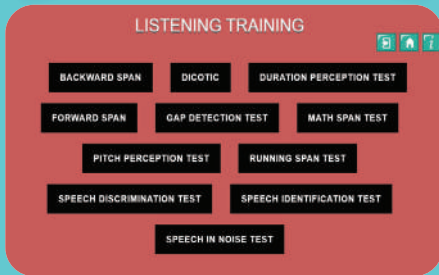 LISTENING TRAINING
BACKWARD SPAN DICOTIC DURATION PERCEPTION TEST
FORWARD SPAN GAP DETECTION TEST MATH SPAN TEST
PITCH PERCEPTION TEST RUNNING SPAN TEST
SPEECH DISCRIMINATION TEST SPEECH IDENTIFICATION TEST
SPEECH IN NOISE TEST